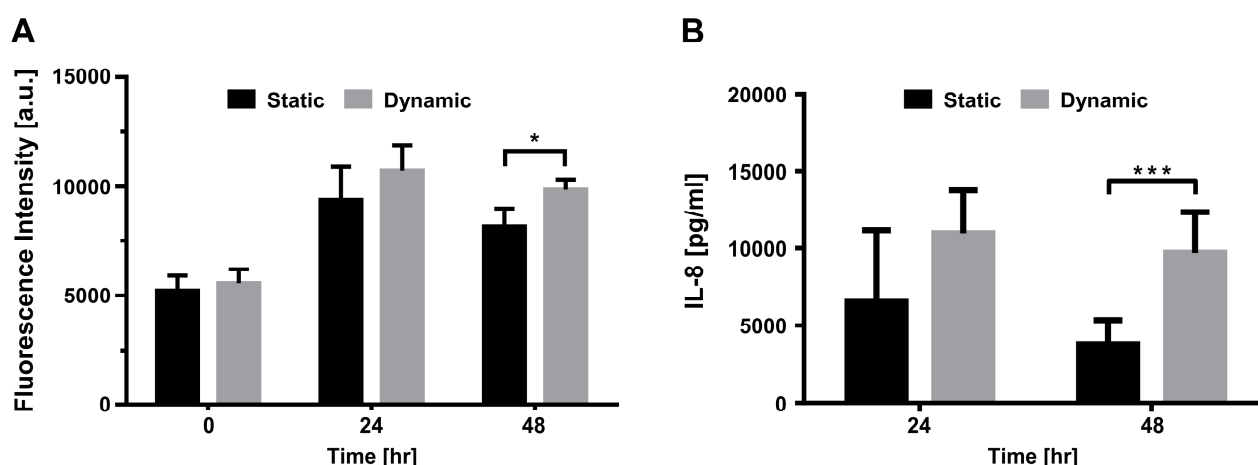 A
Fluorescence Intensity [a.u.]
15000
10000
5000
0
Static Dynamic
*
0 24 48
Time [hr]
B
IL-8 [pg/ml]
20000
15000
10000
5000
0
Static Dynamic
***
24 48
Time [hr]